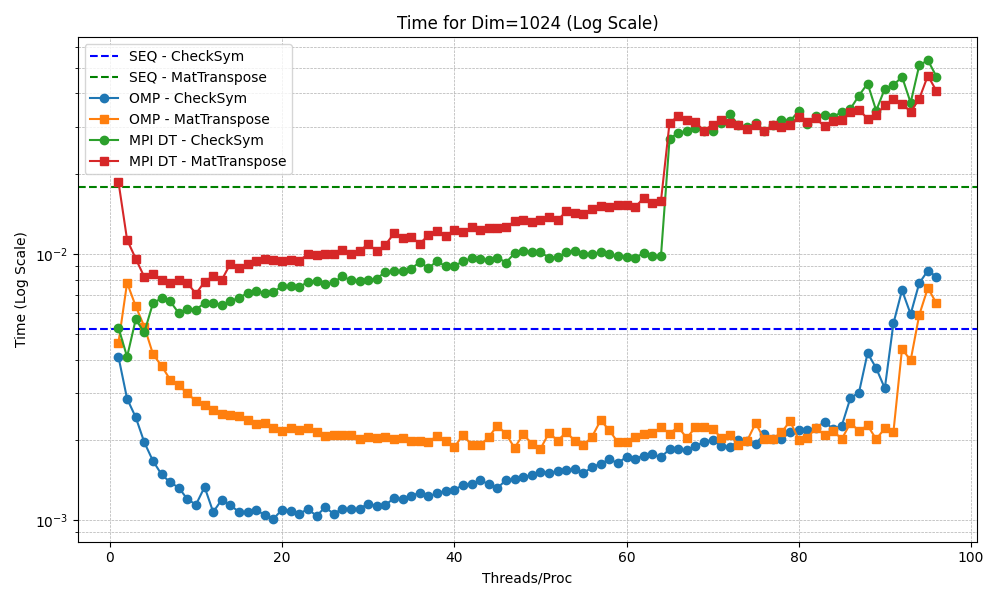 Time for Dim=1024 (Log Scale)
SEQ - CheckSym
SEQ - MatTranspose
OMP - CheckSym
OMP - MatTranspose
MPI DT - CheckSym
MPI DT - MatTranspose
Time (Log Scale)
10⁻²
10⁻³
0 20 40 60 80 100
Threads/Proc